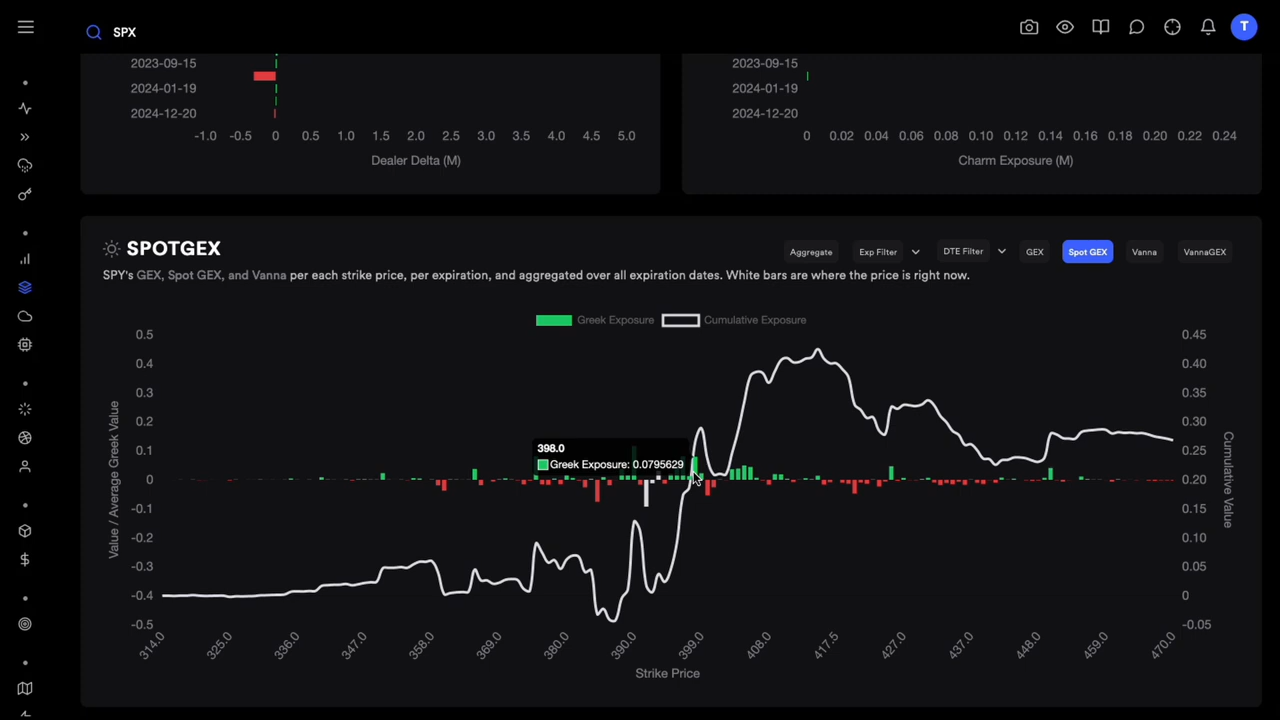 SPX
T
2023-09-15
2024-01-19
2024-12-20
-1.0 -0.5 0 0.5 1.0 1.5 2.0 2.5 3.0 3.5 4.0 4.5 5.0
Dealer Delta (M)
2023-09-15
2024-01-19
2024-12-20
0 0.02 0.04 0.06 0.08 0.10 0.12 0.14 0.16 0.18 0.20 0.22 0.24
Charm Exposure (M)
SPOTGEX
Aggregate Exp Filter DTE Filter GEX Spot GEX Vanna VannaGEX
SPY's GEX, Spot GEX, and Vanna per each strike price, per expiration, and aggregated over all expiration dates. White bars are where the price is right now.
Greek Exposure Cumulative Exposure
0.5
0.4
0.3
0.2
0.1
0
-0.1
-0.2
-0.3
-0.4
-0.5
Value / Average Greek Value
398.0
Greek Exposure: 0.0795629
0.45
0.40
0.35
0.30
0.25
0.20
0.15
0.10
0.05
0
-0.05
Cumulative Value
314.0 325.0 336.0 347.0 358.0 369.0 380.0 390.0 399.0 408.0 417.5 427.0 437.0 448.0 459.0 470.0
Strike Price